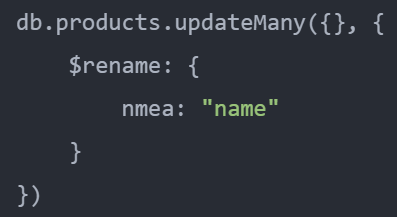 db.products.updateMany({}, {
$rename: {
nmea: "name"
}
})